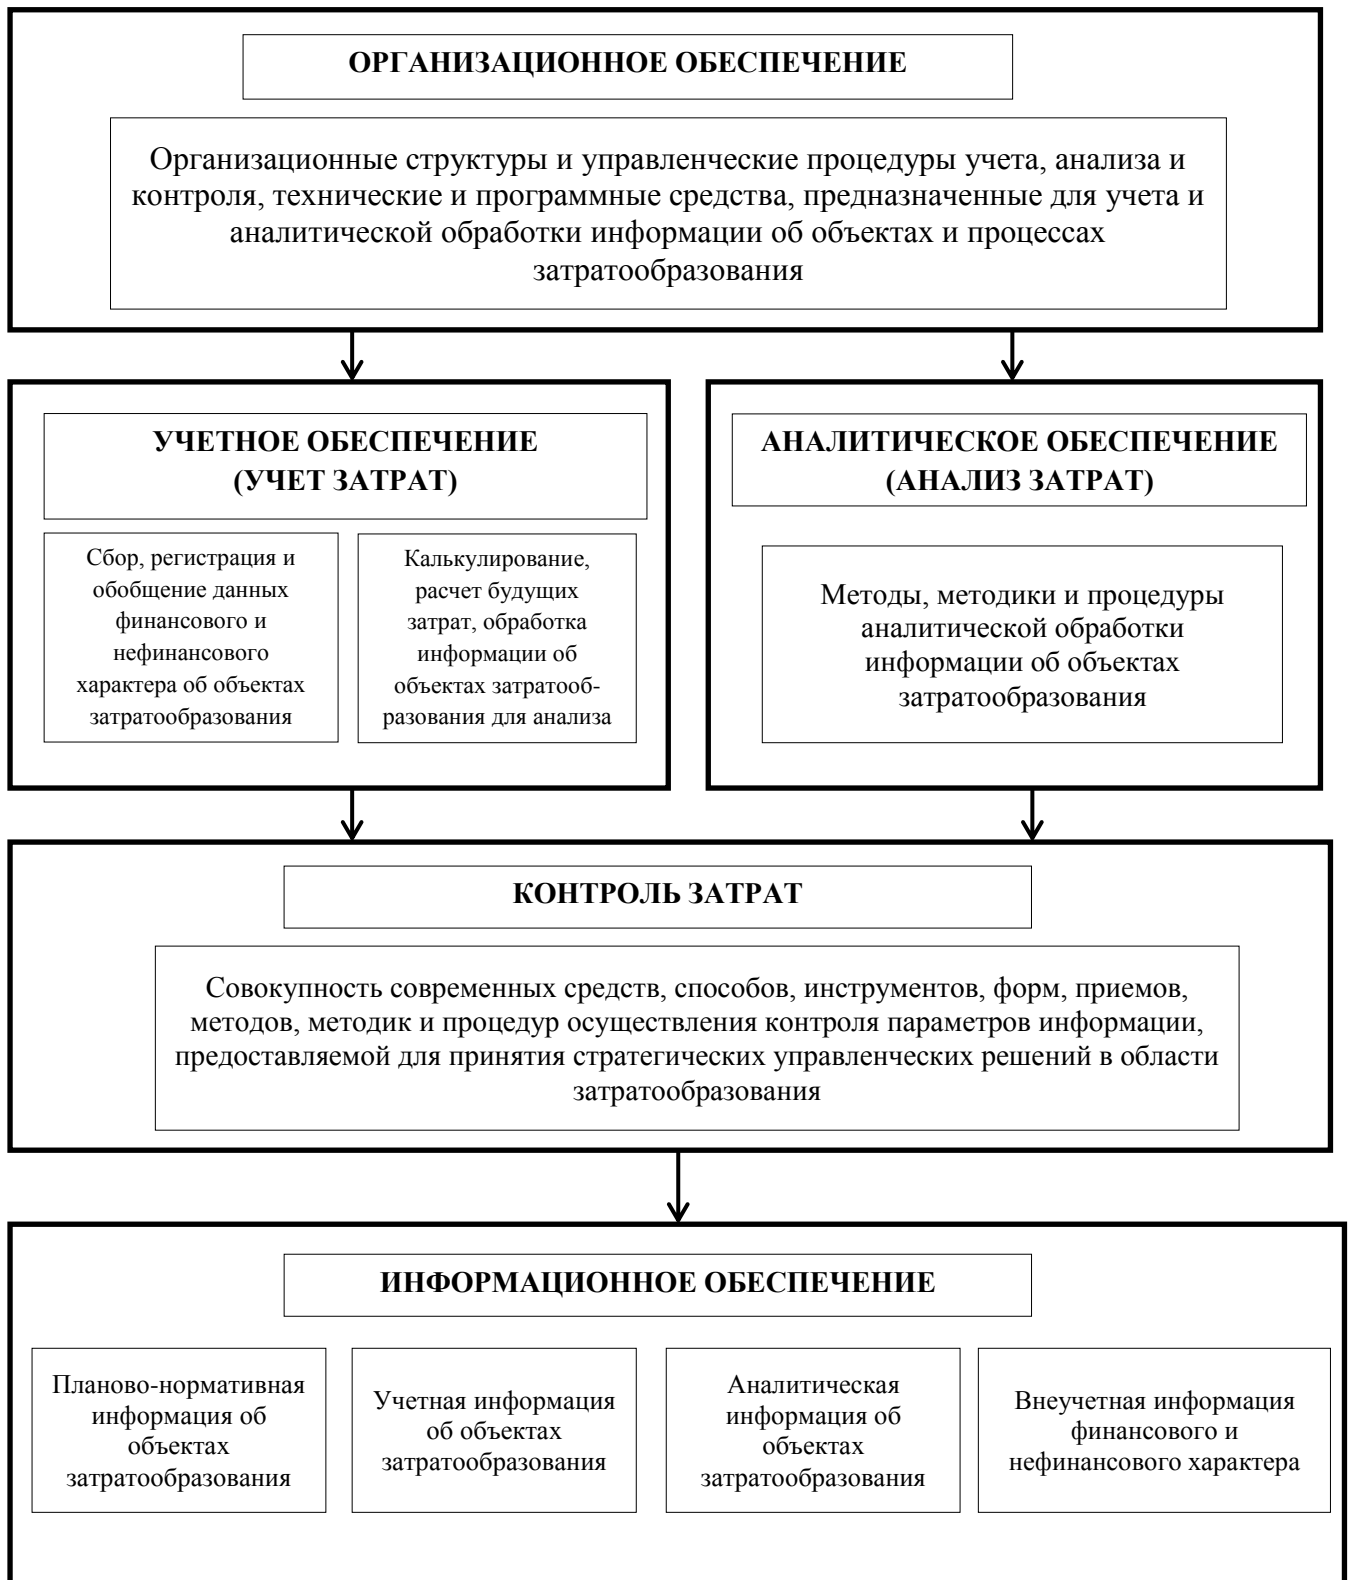 ОРГАНИЗАЦИОННОЕ ОБЕСПЕЧЕНИЕ
Организационные структуры и управленческие процедуры учета, анализа и
контроля, технические и программные средства, предназначенные для учета и
аналитической обработки информации об объектах и процессах
затратообразования
УЧЕТНОЕ ОБЕСПЕЧЕНИЕ
(УЧЕТ ЗАТРАТ)
Сбор, регистрация и
обобщение данных
финансового и
нефинансового
характера об объектах
затратообразования
Калькулирование,
расчет будущих
затрат, обработка
информации об
объектах затратооб-
разования для анализа
АНАЛИТИЧЕСКОЕ ОБЕСПЕЧЕНИЕ
(АНАЛИЗ ЗАТРАТ)
Методы, методики и процедуры
аналитической обработки
информации об объектах
затратообразования
КОНТРОЛЬ ЗАТРАТ
Совокупность современных средств, способов, инструментов, форм, приемов,
методов, методик и процедур осуществления контроля параметров информации,
предоставляемой для принятия стратегических управленческих решений в области
затратообразования
ИНФОРМАЦИОННОЕ ОБЕСПЕЧЕНИЕ
Планово-нормативная
информация об
объектах
затратообразования
Учетная информация
об объектах
затратообразования
Аналитическая
информация об
объектах
затратообразования
Внеучетная информация
финансового и
нефинансового характера